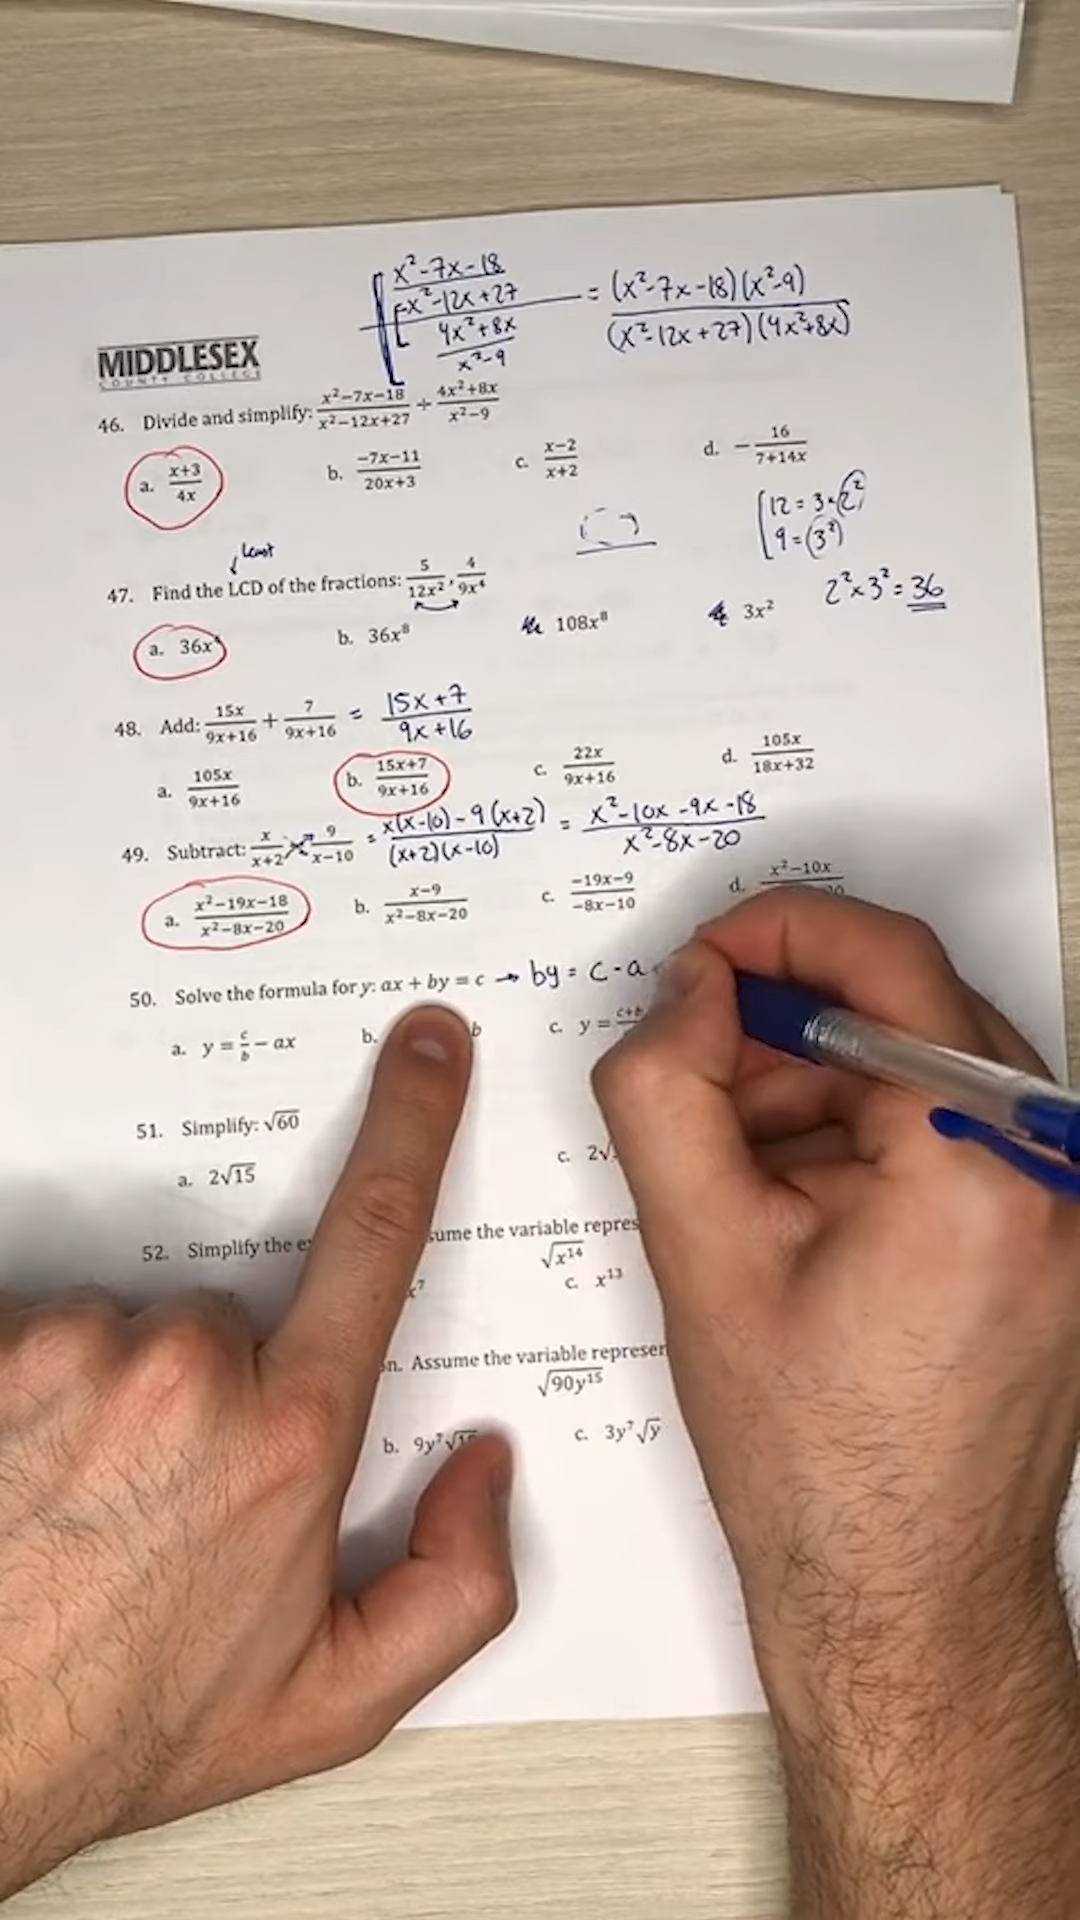 x²-7x-18
x²-12x+27
4x²+8x
x²-9
= (x²-7x-18)(x²-9)
(x²-12x+27)(4x²+8x)
MIDDLESEX
COUNTY COLLEGE
46. Divide and simplify: x²−7x−18 / x²−12x+27 ÷ 4x²+8x / x²−9
a. x+3 / 4x b. −7x−11 / 20x+3 c. x−2 / x+2 d. − 16 / 7+14x
12 = 3·2²
9 = 3²
2²x3² = 36
Least
47. Find the LCD of the fractions: 5 / 12x², 4 / 9x⁴
a. 36x b. 36x⁸ 108x⁸ 3x²
48. Add: 15x / 9x+16 + 7 / 9x+16 = 15x+7 / 9x+16
a. 105x / 9x+16 b. 15x+7 / 9x+16 c. 22x / 9x+16 d. 105x / 18x+32
49. Subtract: x / x+2 9 / x−10 = x(x-10)-9(x+2) / (x+2)(x-10) = x²-10x-9x-18 / x²-8x-20
a. x²−19x−18 / x²−8x−20 b. x−9 / x²−8x−20 c. −19x−9 / −8x−10 d. x²−10x
50. Solve the formula for y: ax + by = c → by = c - a
a. y = c / b − ax b. b c. y =
51. Simplify: √60
a. 2√15 c. 2√
52. Simplify the sume the variable repres
√x¹⁴
x⁷ c. x¹³
on. Assume the variable represen
√90y¹⁵
b. 9y⁷ c. 3y⁷√y